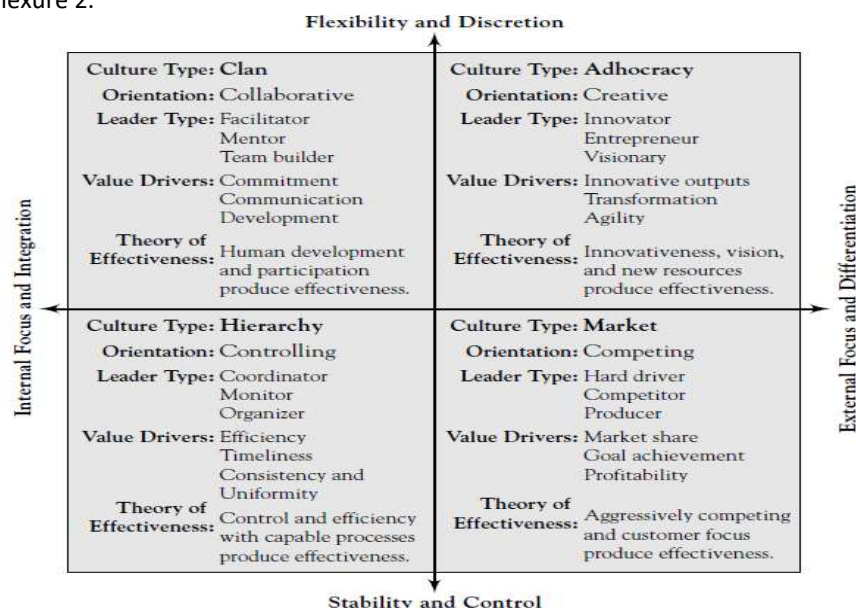 nexure 2.
Flexibility and Discretion
Culture Type: Clan
Orientation: Collaborative
Leader Type: Facilitator
Mentor
Team builder
Value Drivers: Commitment
Communication
Development
Theory of
Effectiveness: Human development
and participation
produce effectiveness.
Culture Type: Adhocracy
Orientation: Creative
Leader Type: Innovator
Entrepreneur
Visionary
Value Drivers: Innovative outputs
Transformation
Agility
Theory of
Effectiveness: Innovativeness, vision,
and new resources
produce effectiveness.
Internal Focus and Integration
External Focus and Differentiation
Culture Type: Hierarchy
Orientation: Controlling
Leader Type: Coordinator
Monitor
Organizer
Value Drivers: Efficiency
Timeliness
Consistency and
Uniformity
Theory of
Effectiveness: Control and efficiency
with capable processes
produce effectiveness.
Culture Type: Market
Orientation: Competing
Leader Type: Hard driver
Competitor
Producer
Value Drivers: Market share
Goal achievement
Profitability
Theory of
Effectiveness: Aggressively competing
and customer focus
produce effectiveness.
Stability and Control